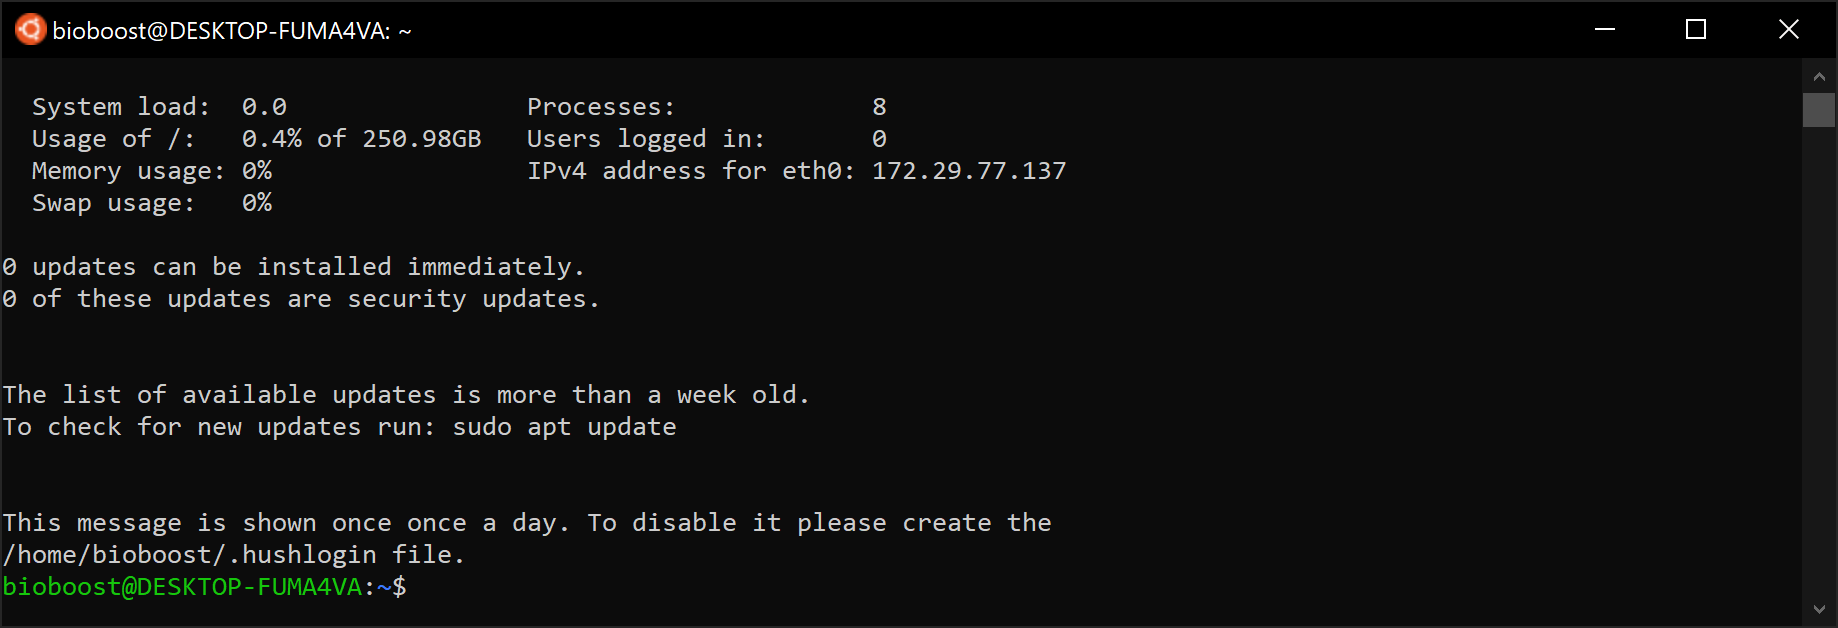 bioboost@DESKTOP-FUMA4VA: ~
System load:  0.0                Processes:             8
Usage of /:   0.4% of 250.98GB   Users logged in:       0
Memory usage: 0%                 IPv4 address for eth0: 172.29.77.137
Swap usage:   0%
0 updates can be installed immediately.
0 of these updates are security updates.
The list of available updates is more than a week old.
To check for new updates run: sudo apt update
This message is shown once once a day. To disable it please create the
/home/bioboost/.hushlogin file.
bioboost@DESKTOP-FUMA4VA:~$